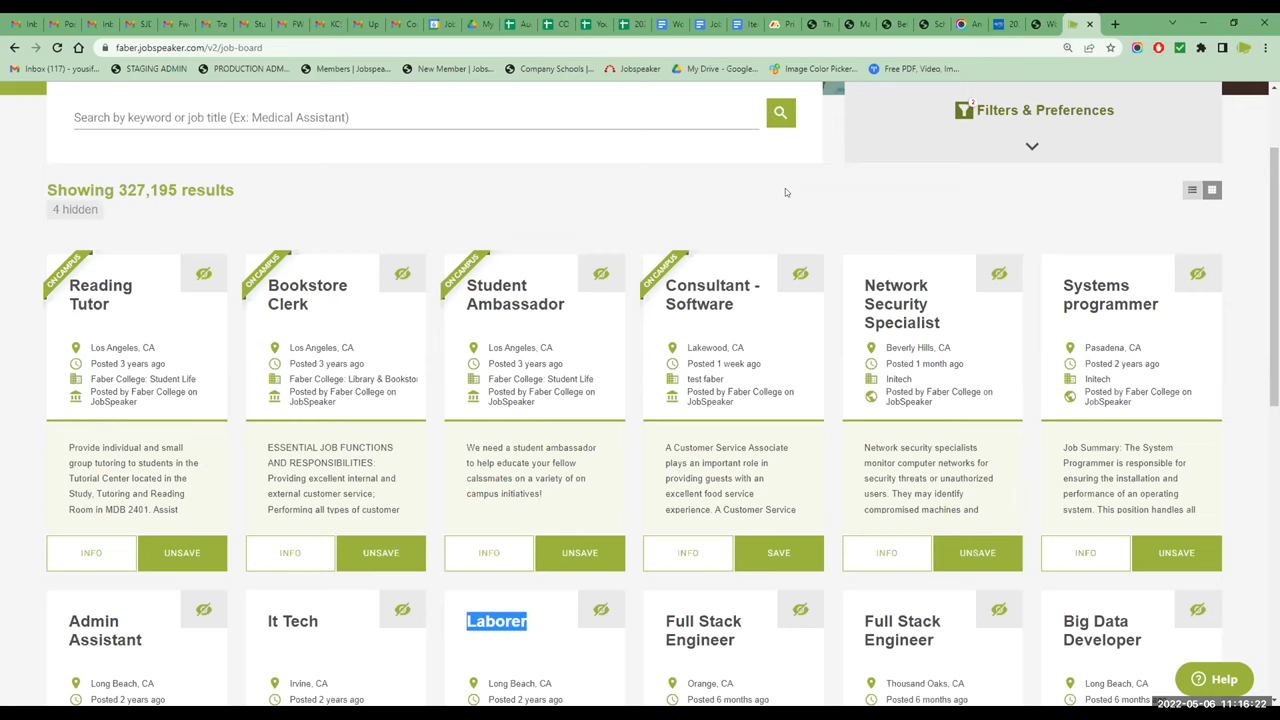 faber.jobspeaker.com/v2/job-board
Inbox (117) - yousif...
STAGING ADMIN
PRODUCTION ADM...
Members | Jobspea...
New Member | Jobs...
Company Schools |...
Jobspeaker
My Drive - Google...
Image Color Picker...
Free PDF, Video, Im...
Search by keyword or job title (Ex: Medical Assistant)
2
Filters & Preferences
Showing 327,195 results
4 hidden
ON CAMPUS
Reading
Tutor
Los Angeles, CA
Posted 3 years ago
Faber College: Student Life
Posted by Faber College on
JobSpeaker
Provide individual and small
group tutoring to students in the
Tutorial Center located in the
Study, Tutoring and Reading
Room in MDB 2401. Assist
INFO
UNSAVE
ON CAMPUS
Bookstore
Clerk
Los Angeles, CA
Posted 3 years ago
Faber College: Library & Bookstor
Posted by Faber College on
JobSpeaker
ESSENTIAL JOB FUNCTIONS
AND RESPONSIBILITIES:
Providing excellent internal and
external customer service;
Performing all types of customer
INFO
UNSAVE
ON CAMPUS
Student
Ambassador
Los Angeles, CA
Posted 3 years ago
Faber College: Student Life
Posted by Faber College on
JobSpeaker
We need a student ambassador
to help educate your fellow
calssmates on a variety of on
campus initiatives!
INFO
UNSAVE
ON CAMPUS
Consultant -
Software
Lakewood, CA
Posted 1 week ago
test faber
Posted by Faber College on
JobSpeaker
A Customer Service Associate
plays an important role in
providing guests with an
excellent food service
experience. A Customer Service
INFO
SAVE
Network
Security
Specialist
Beverly Hills, CA
Posted 1 month ago
Initech
Posted by Faber College on
JobSpeaker
Network security specialists
monitor computer networks for
security threats or unauthorized
users. They may identify
compromised machines and
INFO
UNSAVE
Systems
programmer
Pasadena, CA
Posted 2 years ago
Initech
Posted by Faber College on
JobSpeaker
Job Summary: The System
Programmer is responsible for
ensuring the installation and
performance of an operating
system. This position handles all
INFO
UNSAVE
Admin
Assistant
Long Beach, CA
Posted 2 years ago
It Tech
Irvine, CA
Posted 2 years ago
Laborer
Long Beach, CA
Posted 2 years ago
Full Stack
Engineer
Orange, CA
Posted 6 months ago
Full Stack
Engineer
Thousand Oaks, CA
Posted 6 months ago
Big Data
Developer
Long Beach, CA
Posted 6 months ago
Help
2022-05-06 11:16:22